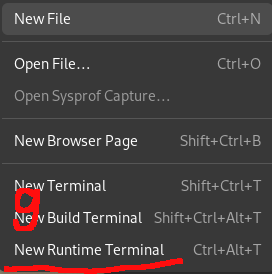 New File Ctrl+N
Open File… Ctrl+O
Open Sysprof Capture…
New Browser Page Shift+Ctrl+B
New Terminal Shift+Ctrl+T
New Build Terminal Shift+Ctrl+Alt+T
New Runtime Terminal Ctrl+Alt+T